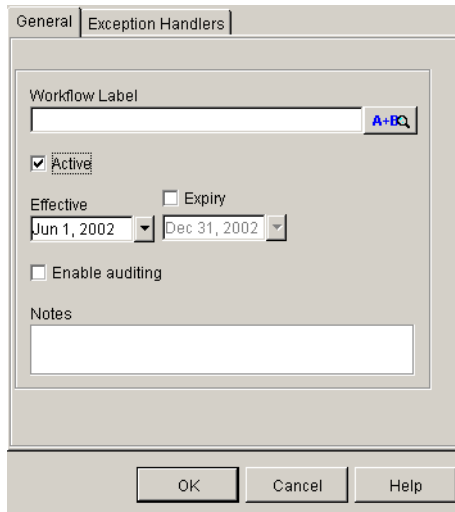 General Exception Handlers
Workflow Label
A+B
Active
Effective Expiry
Jun 1, 2002 Dec 31, 2002
Enable auditing
Notes
OK Cancel Help